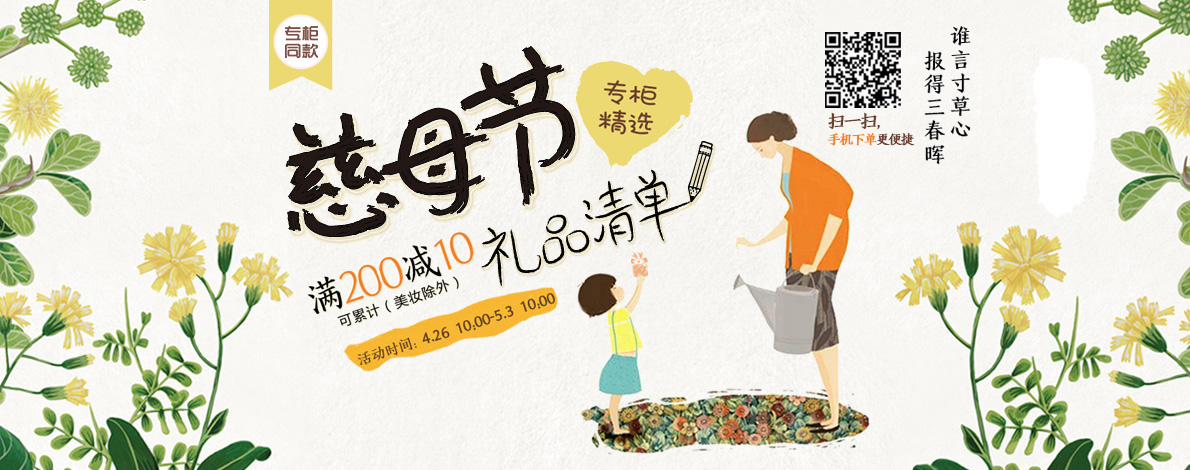 专柜
同款
慈母节
专柜
精选
礼品清单
满200减10
可累计（美妆除外）
活动时间：4.26 10:00-5.3 10:00
扫一扫，
手机下单更便捷
谁言寸草心
报得三春晖